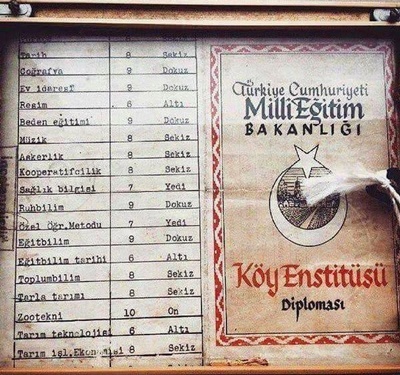 Tarih 8 Sekiz
Coğrafya 9 Dokuz
Ev idaresi 9 Dokuz
Resim 6 Altı
Beden eğitimi 9 Dokuz
Müzik 8 Sekiz
Askerlik 8 Sekiz
Kooperatifcilik 8 Sekiz
Sağlık bilgisi 7 Yedi
Ruhbilim 9 Dokuz
Özel Öğr.Metodu 7 Yedi
Eğitbilim 9 Dokuz
Eğitbilim tarihi 6 Altı
Toplumbilim 8 Sekiz
Tarla tarımı 8 Sekiz
Zootekni 10 On
Tarım teknolojisi 6 Altı
Tarım işl.Ekonomisi 8 Sekiz
Türkiye Cumhuriyeti
Milli Eğitim
BAKANLIĞI
Köy Enstitüsü
Diploması